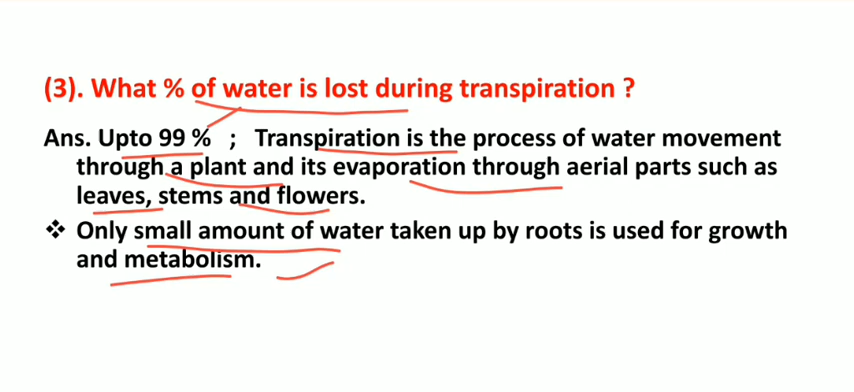 (3). What % of water is lost during transpiration ?
Ans. Upto 99 % ; Transpiration is the process of water movement
through a plant and its evaporation through aerial parts such as
leaves, stems and flowers.
❖ Only small amount of water taken up by roots is used for growth
and metabolism.